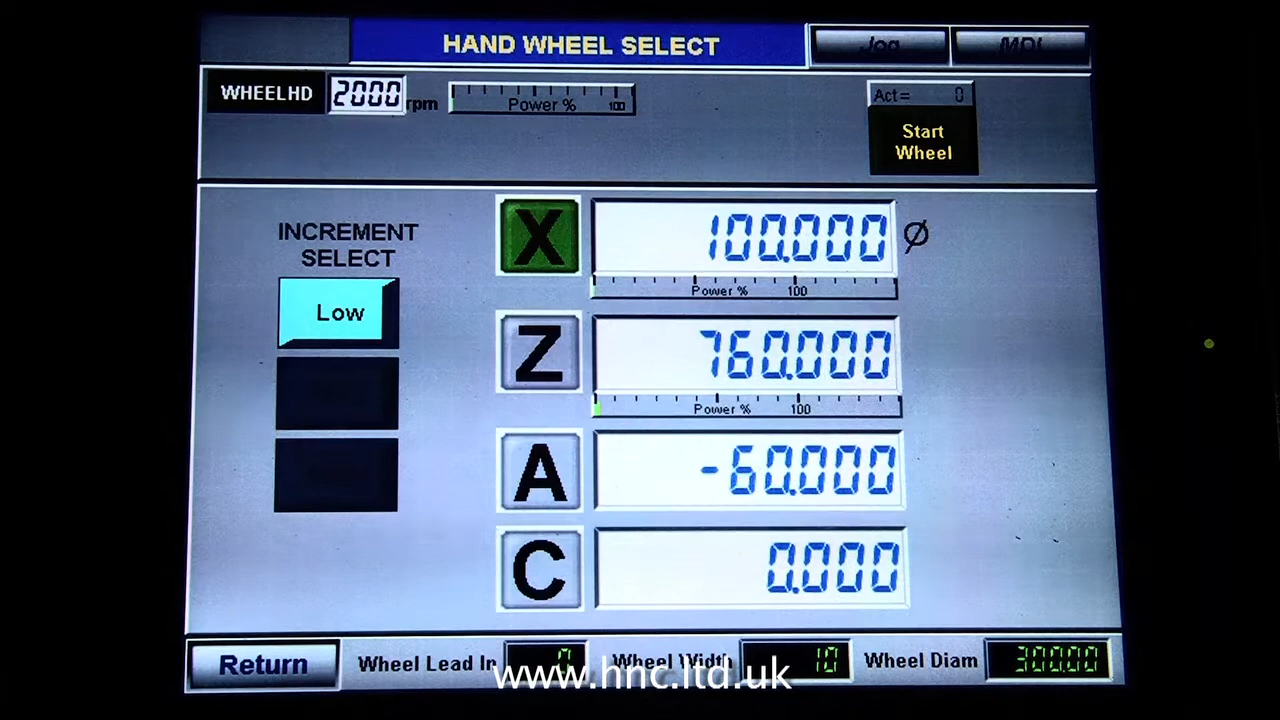 HAND WHEEL SELECT
Jog
MDI
WHEELHD 2000 rpm
Power % 100
Act= 0
Start
Wheel
INCREMENT
SELECT
Low
X 100.000 Ø
Power % 100
Z 760.000
Power % 100
A -60.000
C 0.000
Return
Wheel Lead In 0
Wheel Width 10
Wheel Diam 300.00
www.hnc.ltd.uk